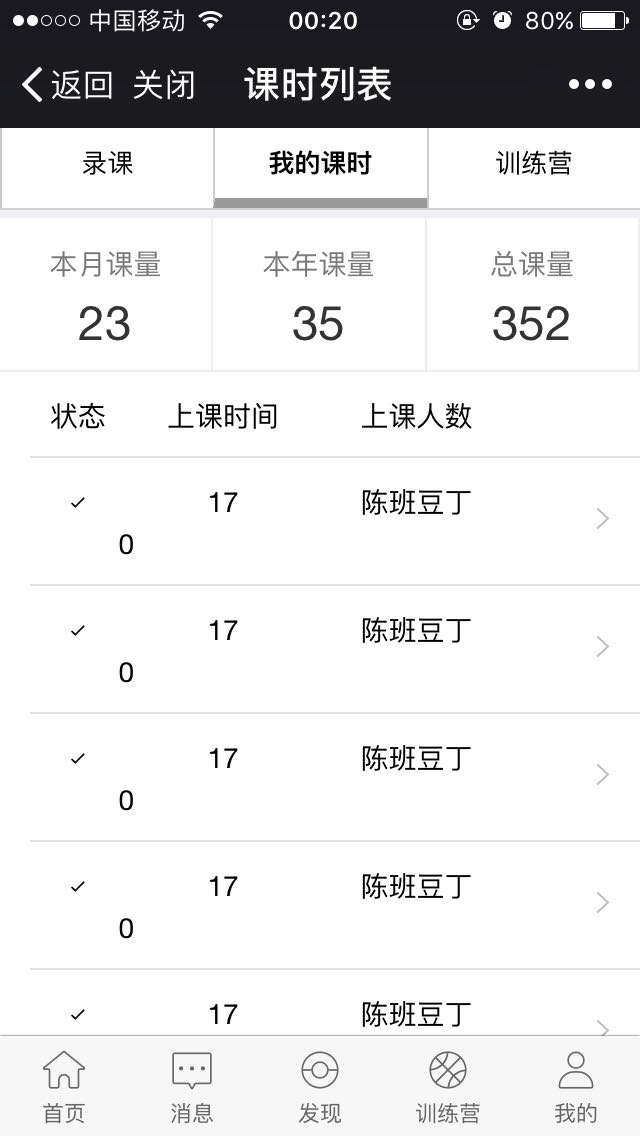 中国移动 00:20 80%
返回 关闭 课时列表
录课 我的课时 训练营
本月课量 本年课量 总课量
23 35 352
状态 上课时间 上课人数
17 陈班豆丁
0
17 陈班豆丁
0
17 陈班豆丁
0
17 陈班豆丁
0
17 陈班豆丁
首页 消息 发现 训练营 我的